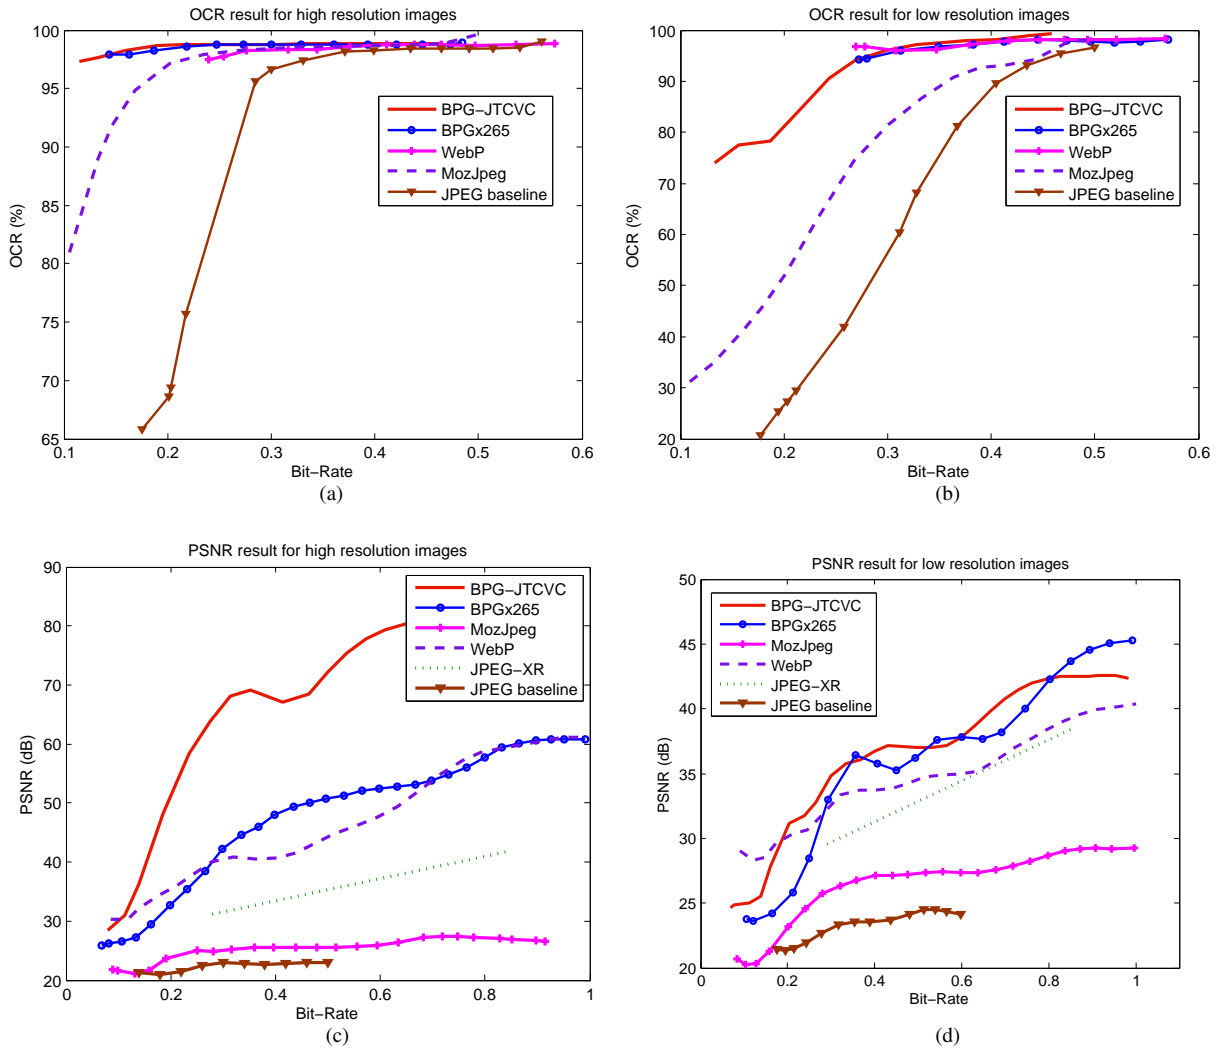 OCR result for high resolution images
100
95
90
85
80
75
70
65
0.1
0.2
0.3
0.4
0.5
0.6
OCR (%)
Bit-Rate
BPG-JTCVC
BPGx265
WebP
MozJpeg
JPEG baseline
(a)
OCR result for low resolution images
100
90
80
70
60
50
40
30
20
0.1
0.2
0.3
0.4
0.5
0.6
OCR (%)
Bit-Rate
BPG-JTCVC
BPGx265
WebP
MozJpeg
JPEG baseline
(b)
PSNR result for high resolution images
90
80
70
60
50
40
30
20
0
0.2
0.4
0.6
0.8
1
PSNR (dB)
Bit-Rate
BPG-JTCVC
BPGx265
MozJpeg
WebP
JPEG-XR
JPEG baseline
(c)
PSNR result for low resolution images
50
45
40
35
30
25
20
0
0.2
0.4
0.6
0.8
1
PSNR (dB)
Bit-Rate
BPG-JTCVC
BPGx265
MozJpeg
WebP
JPEG-XR
JPEG baseline
(d)